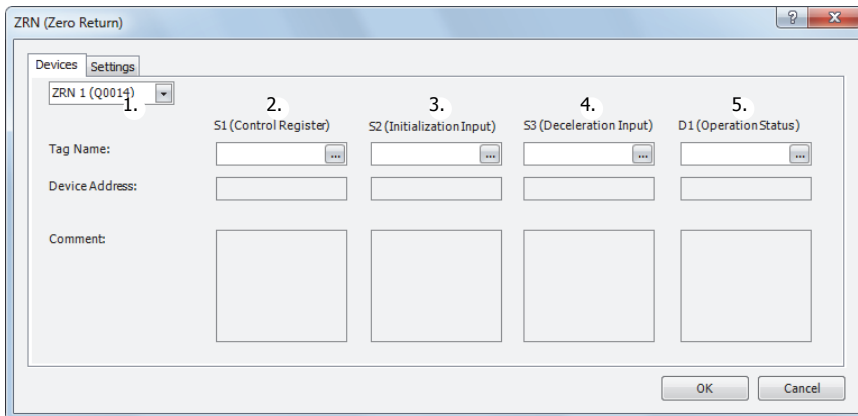 ZRN (Zero Return)
Devices
Settings
ZRN 1 (Q0014)
1.
2.
3.
4.
5.
S1 (Control Register)
S2 (Initialization Input)
S3 (Deceleration Input)
D1 (Operation Status)
Tag Name:
...
...
...
...
Device Address:
Comment:
OK
Cancel